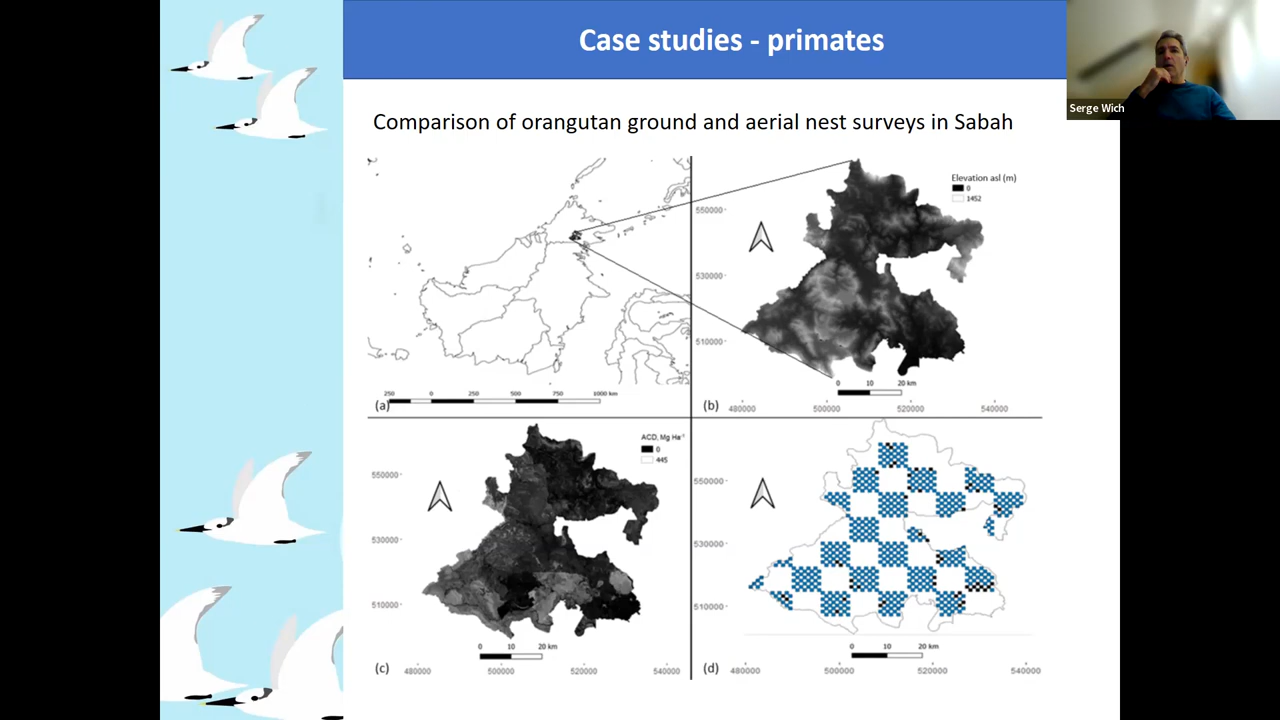 Case studies - primates
Serge Wich
Comparison of orangutan ground and aerial nest surveys in Sabah
250 0 250 500 750 1000 km
(a)
Elevation asl (m)
0
1452
550000
530000
510000
0 10 20 km
(b)
480000 500000 520000 540000
ACD, Mg Ha⁻¹
0
445
550000
530000
510000
0 10 20 km
(c)
480000 500000 520000 540000
550000
530000
510000
0 10 20 km
(d)
480000 500000 520000 540000